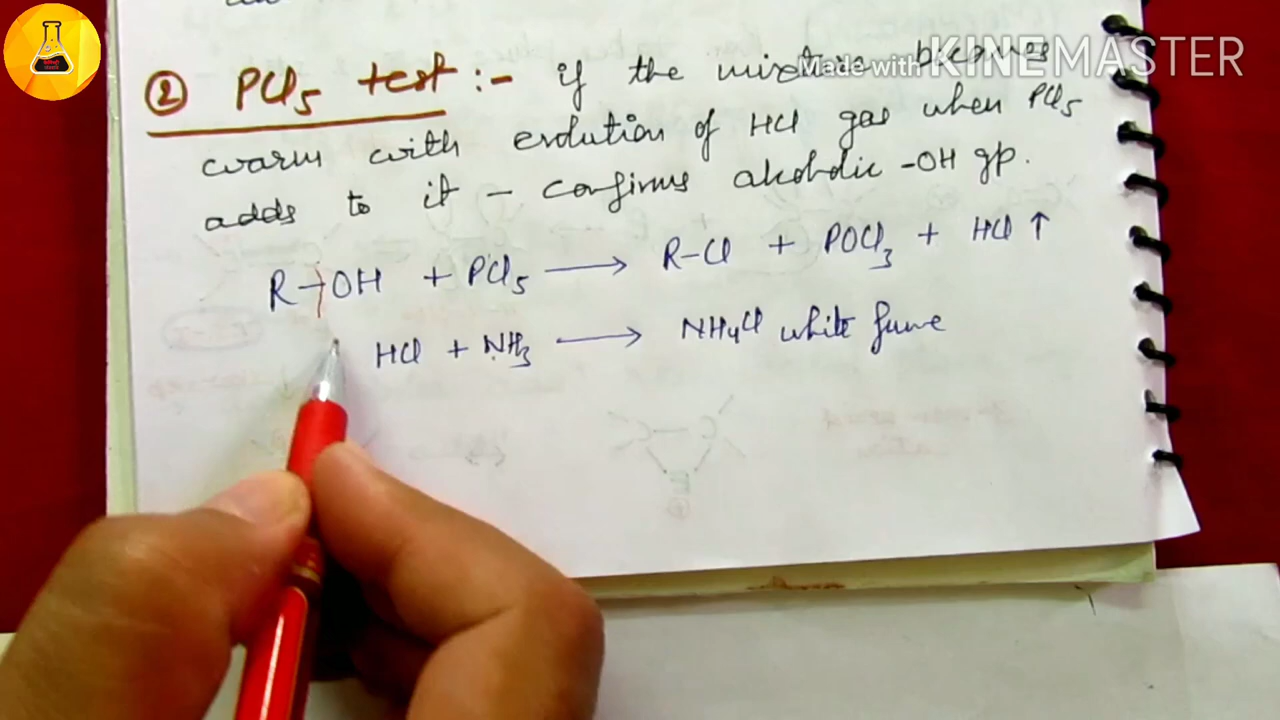 Made with KINEMASTER
② PCl5 test :- if the mixture becomes
warm with evolution of HCl gas when PCl5
adds to it - confirms alcoholic -OH gp.
R-OH + PCl5 ⟶ R-Cl + POCl3 + HCl ↑
HCl + NH3 ⟶ NH4Cl white fume